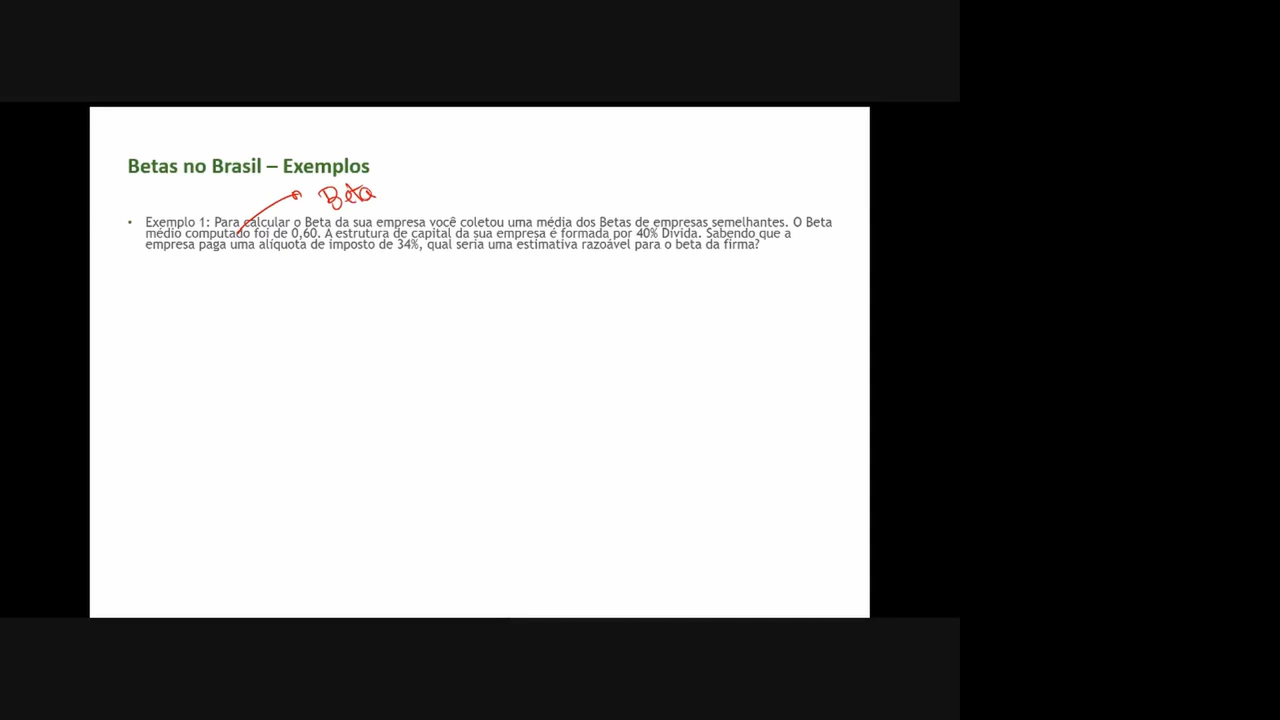 Betas no Brasil – Exemplos
Beta
• Exemplo 1: Para calcular o Beta da sua empresa você coletou uma média dos Betas de empresas semelhantes. O Beta
médio computado foi de 0,60. A estrutura de capital da sua empresa é formada por 40% Dívida. Sabendo que a
empresa paga uma alíquota de imposto de 34%, qual seria uma estimativa razoável para o beta da firma?